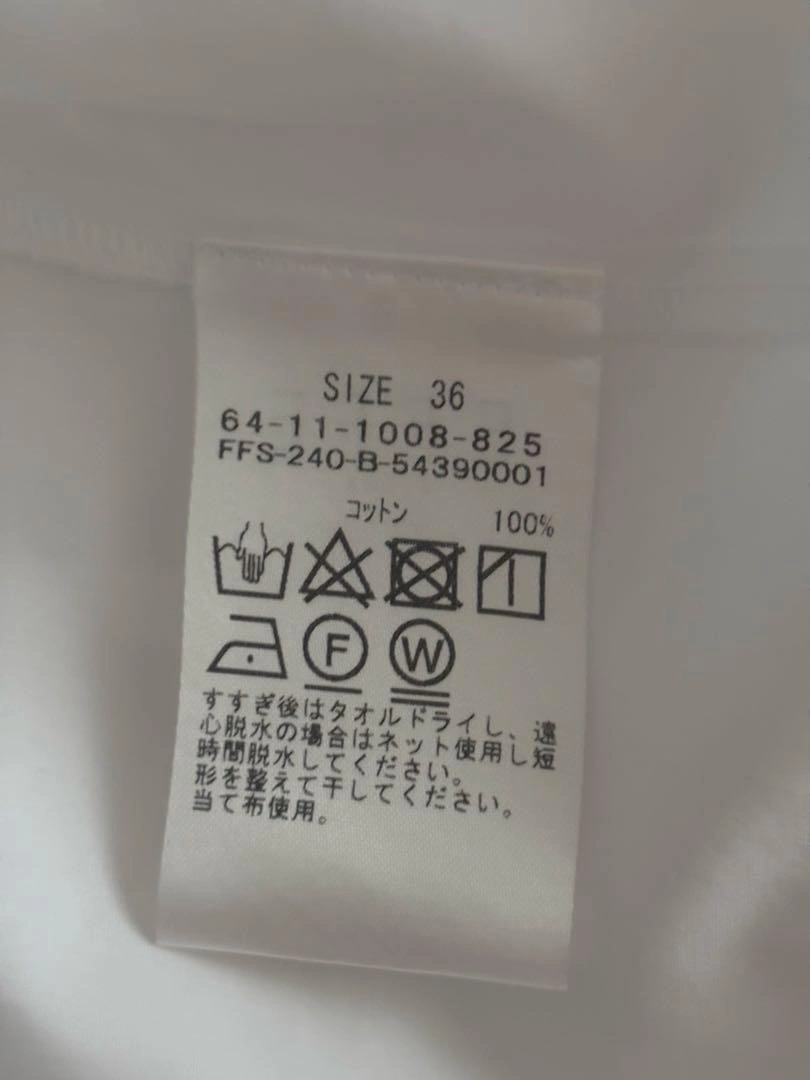 SIZE 36
64-11-1008-825
FFS-240-B-54390001
コットン 100%
F W
すすぎ後はタオルドライし、遠
心脱水の場合はネット使用し短
時間脱水してください。
形を整えて干してください。
当て布使用。